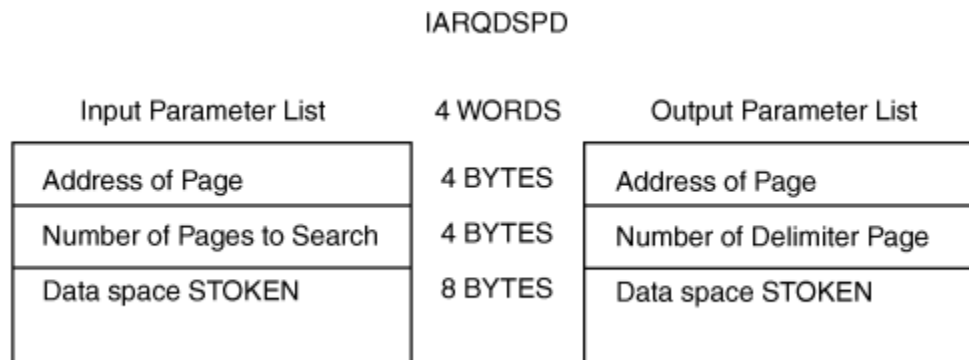 IARQDSPD
Input Parameter List 4 WORDS Output Parameter List
Address of Page 4 BYTES Address of Page
Number of Pages to Search 4 BYTES Number of Delimiter Page
Data space STOKEN 8 BYTES Data space STOKEN